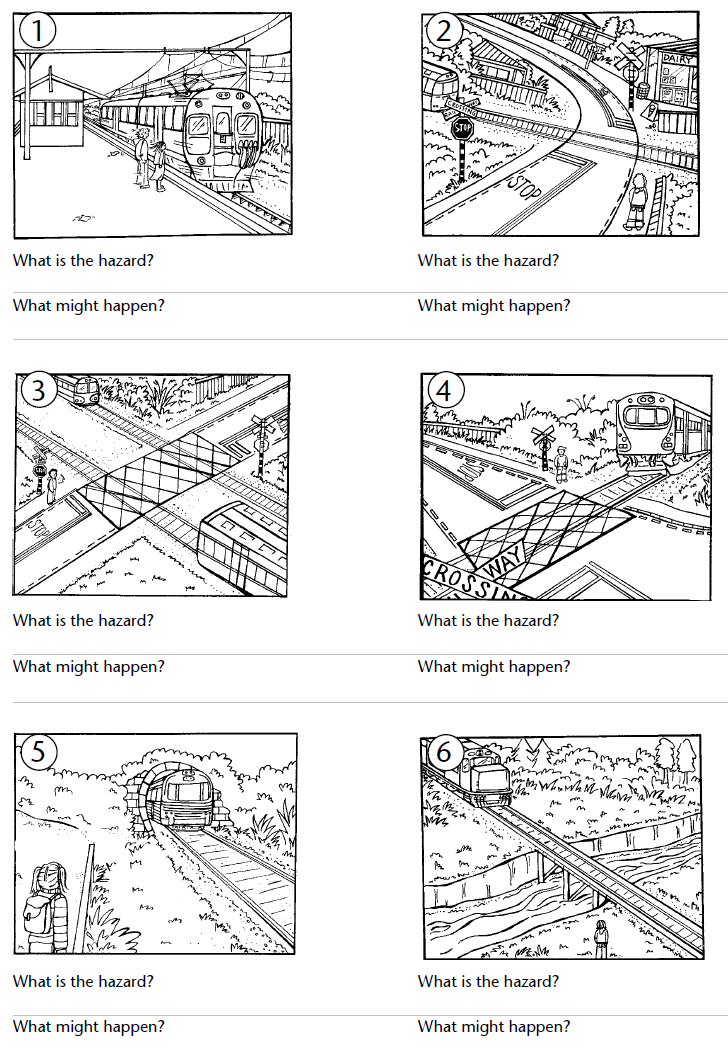 1
2
DAIRY
CROSSING
STOP
STOP
What is the hazard?
What is the hazard?
What might happen?
What might happen?
3
4
STOP
WAY
CROSSIN
What is the hazard?
What is the hazard?
What might happen?
What might happen?
5
6
What is the hazard?
What is the hazard?
What might happen?
What might happen?